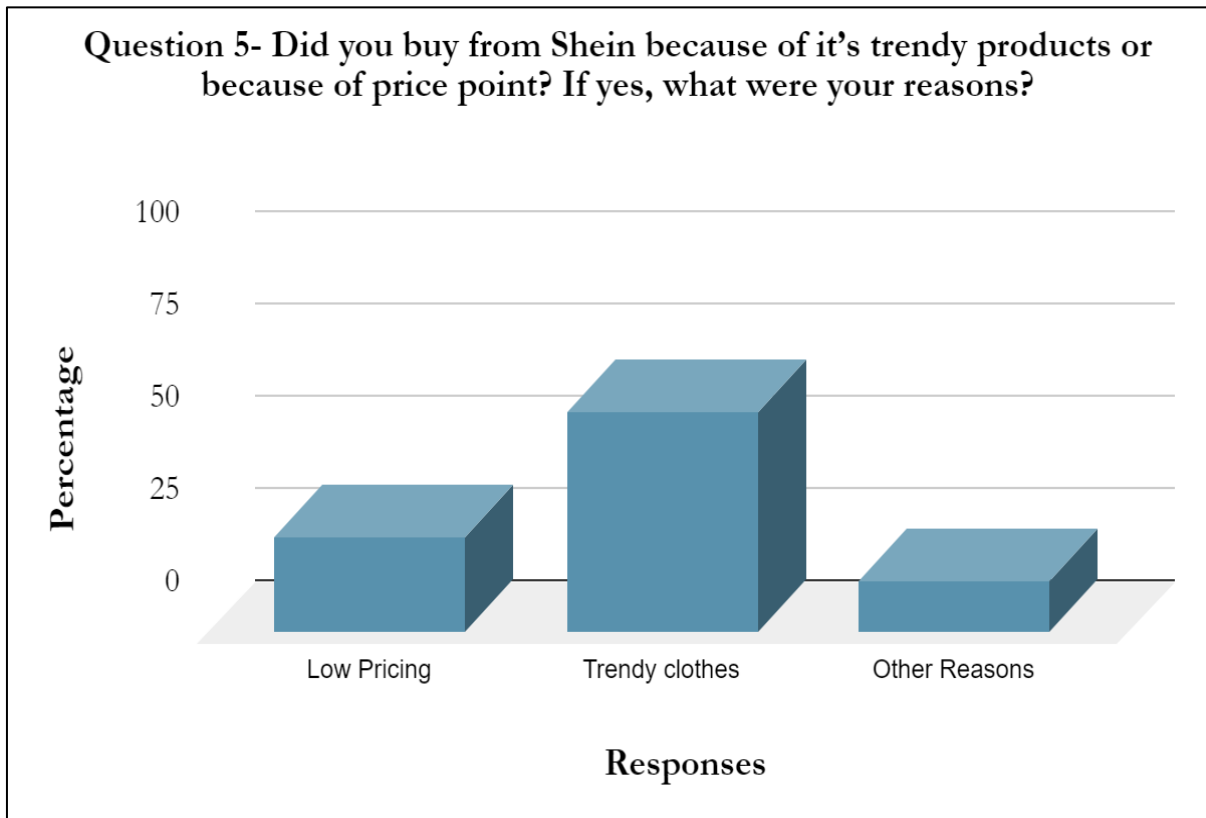 Question 5- Did you buy from Shein because of it’s trendy products or
because of price point? If yes, what were your reasons?
100
75
50
25
0
Percentage
Low Pricing
Trendy clothes
Other Reasons
Responses